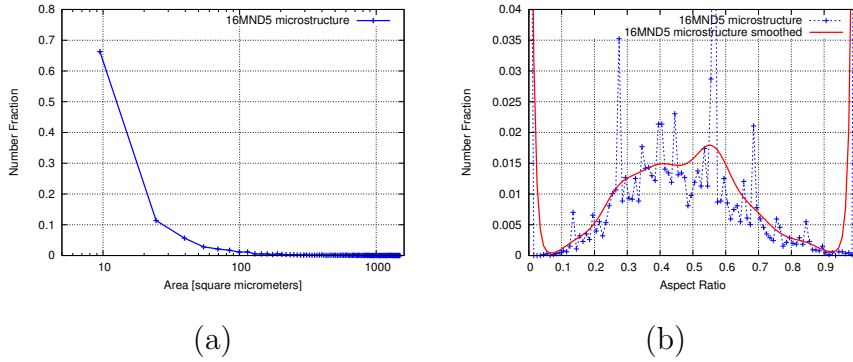 0.8
0.7
0.6
0.5
0.4
0.3
0.2
0.1
0
10
100
1000
Number Fraction
Area [square micrometers]
16MND5 microstructure
(a)
0.04
0.035
0.03
0.025
0.02
0.015
0.01
0.005
0
0 0.1 0.2 0.3 0.4 0.5 0.6 0.7 0.8 0.9
Number Fraction
Aspect Ratio
16MND5 microstructure
16MND5 microstructure smoothed
(b)